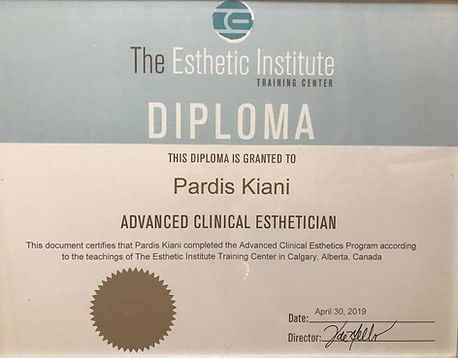 The Esthetic Institute
TRAINING CENTER
DIPLOMA
THIS DIPLOMA IS GRANTED TO
Pardis Kiani
ADVANCED CLINICAL ESTHETICIAN
This document certifies that Pardis Kiani completed the Advanced Clinical Esthetics Program according
to the teachings of The Esthetic Institute Training Center in Calgary, Alberta, Canada
Date: April 30, 2019
Director: